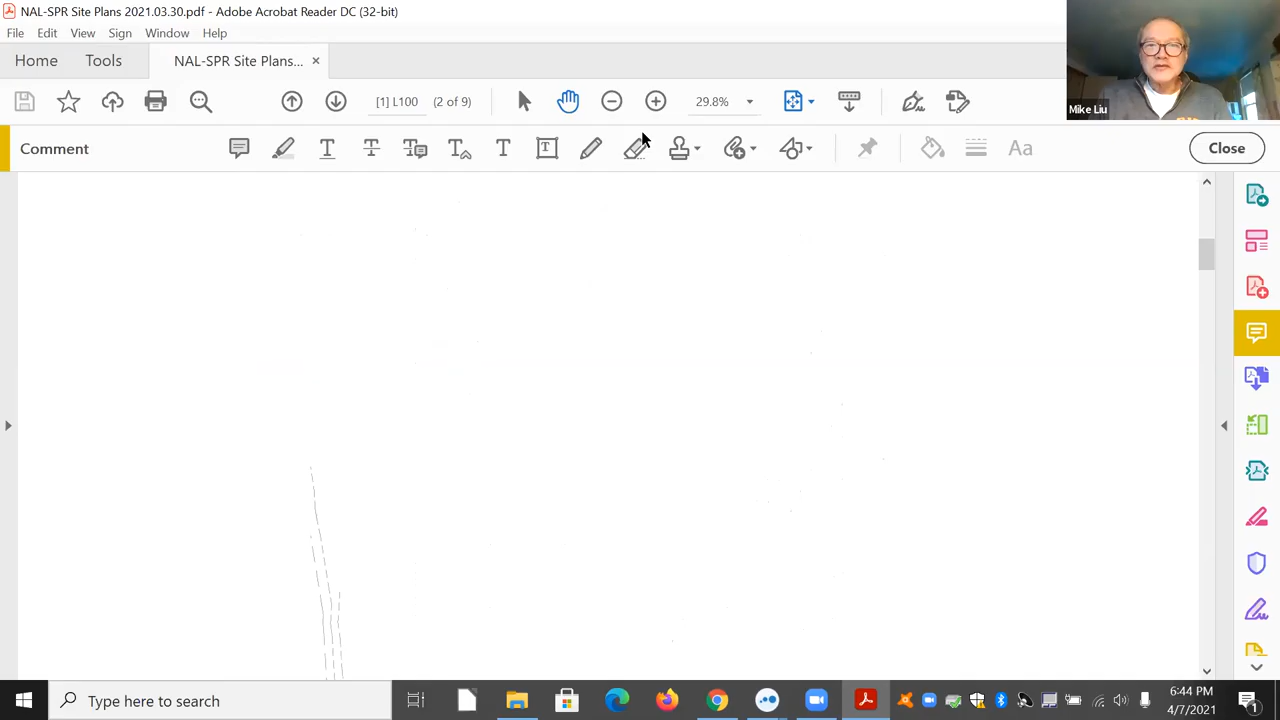 NAL-SPR Site Plans 2021.03.30.pdf - Adobe Acrobat Reader DC (32-bit)
File Edit View Sign Window Help
Home Tools NAL-SPR Site Plans... ×
[1] L100 (2 of 9) 29.8%
Mike Liu
Comment T T T T T T Aa Close
Type here to search
6:44 PM
4/7/2021
1